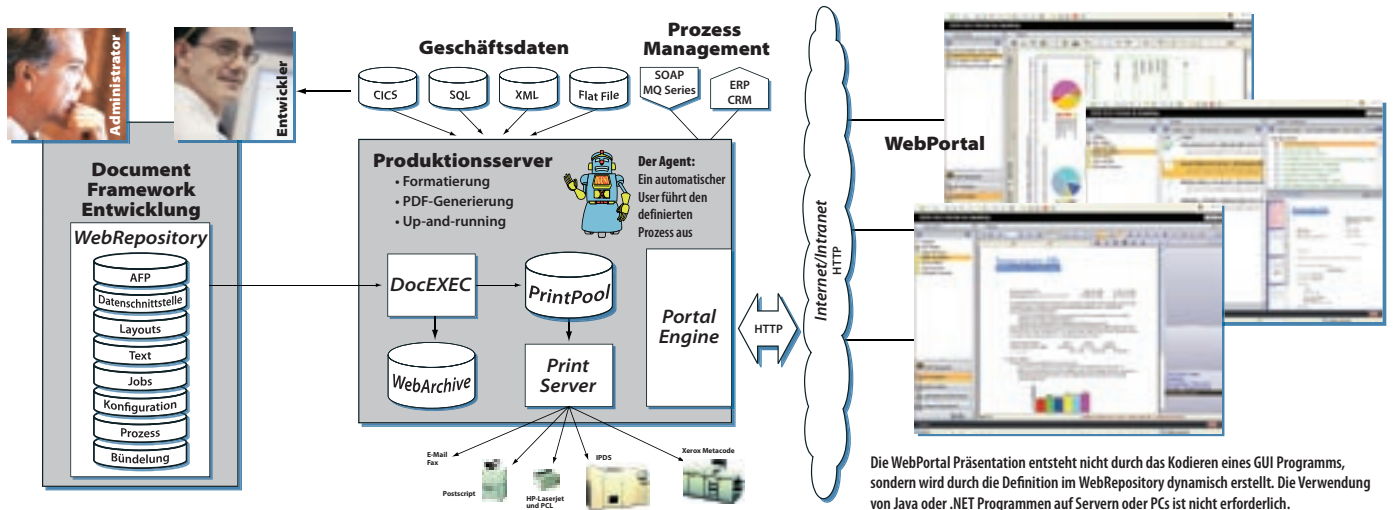 Administrator
Entwickler
Geschäftsdaten
Prozess
Management
CICS
SQL
XML
Flat File
SOAP
MQ Series
ERP
CRM
Document
Framework
Entwicklung
WebRepository
AFP
Datenschnittstelle
Layouts
Text
Jobs
Konfiguration
Prozess
Bündelung
Produktionsserver
• Formatierung
• PDF-Generierung
• Up-and-running
AGENT
Der Agent:
Ein automatischer
User führt den
definierten
Prozess aus
DocEXEC
PrintPool
WebArchive
Print
Server
Portal
Engine
HTTP
Internet/Intranet
HTTP
WebPortal
E-Mail
Fax
Postscript
HP-Laserjet
und PCL
IPDS
Xerox Metacode
Die WebPortal Präsentation entsteht nicht durch das Kodieren eines GUI Programms,
sondern wird durch die Definition im WebRepository dynamisch erstellt. Die Verwendung
von Java oder .NET Programmen auf Servern oder PCs ist nicht erforderlich.